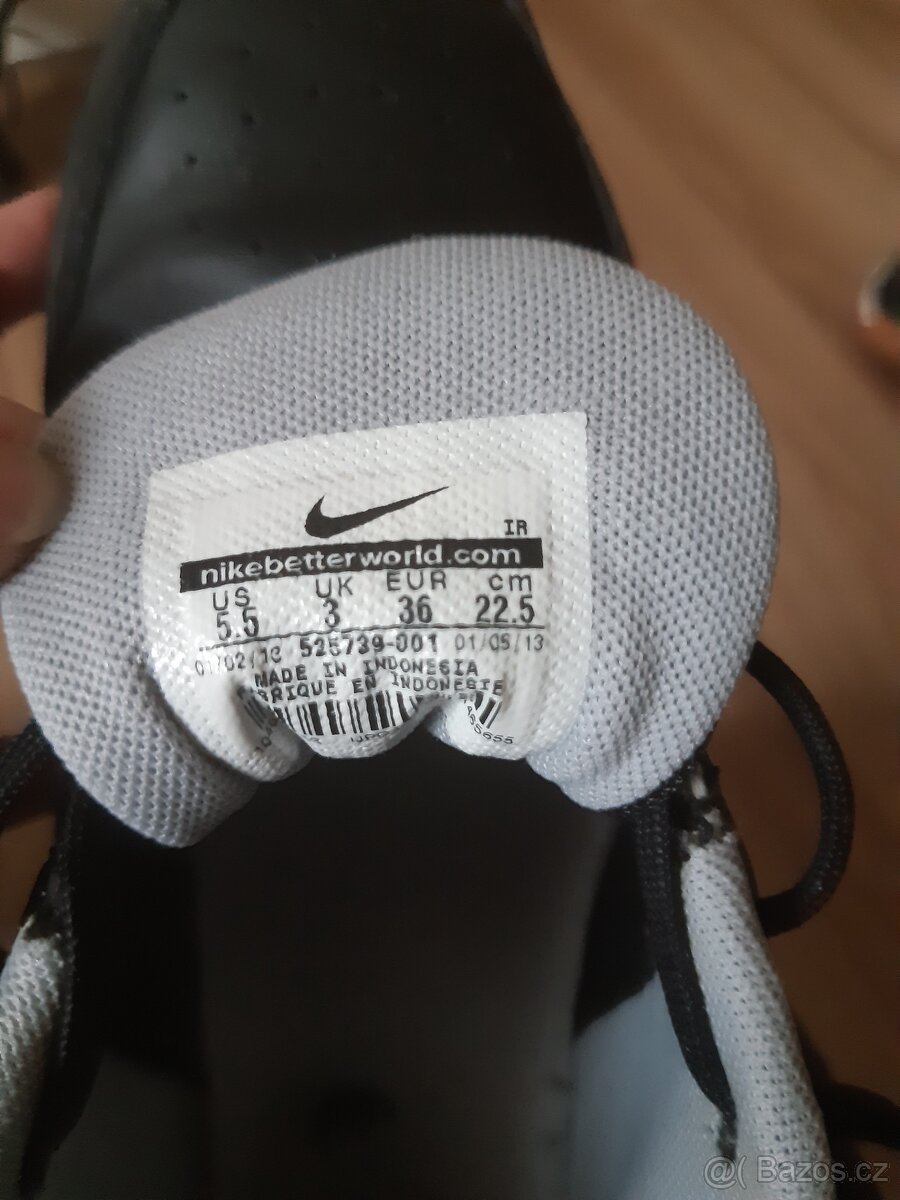 IR
nikebetterworld.com
US UK EUR cm
5.5 3 36 22.5
01/02/13 525739-001 01/05/13
MADE IN INDONESIA
FABRIQUE EN INDONESIE
@( Bazos.cz